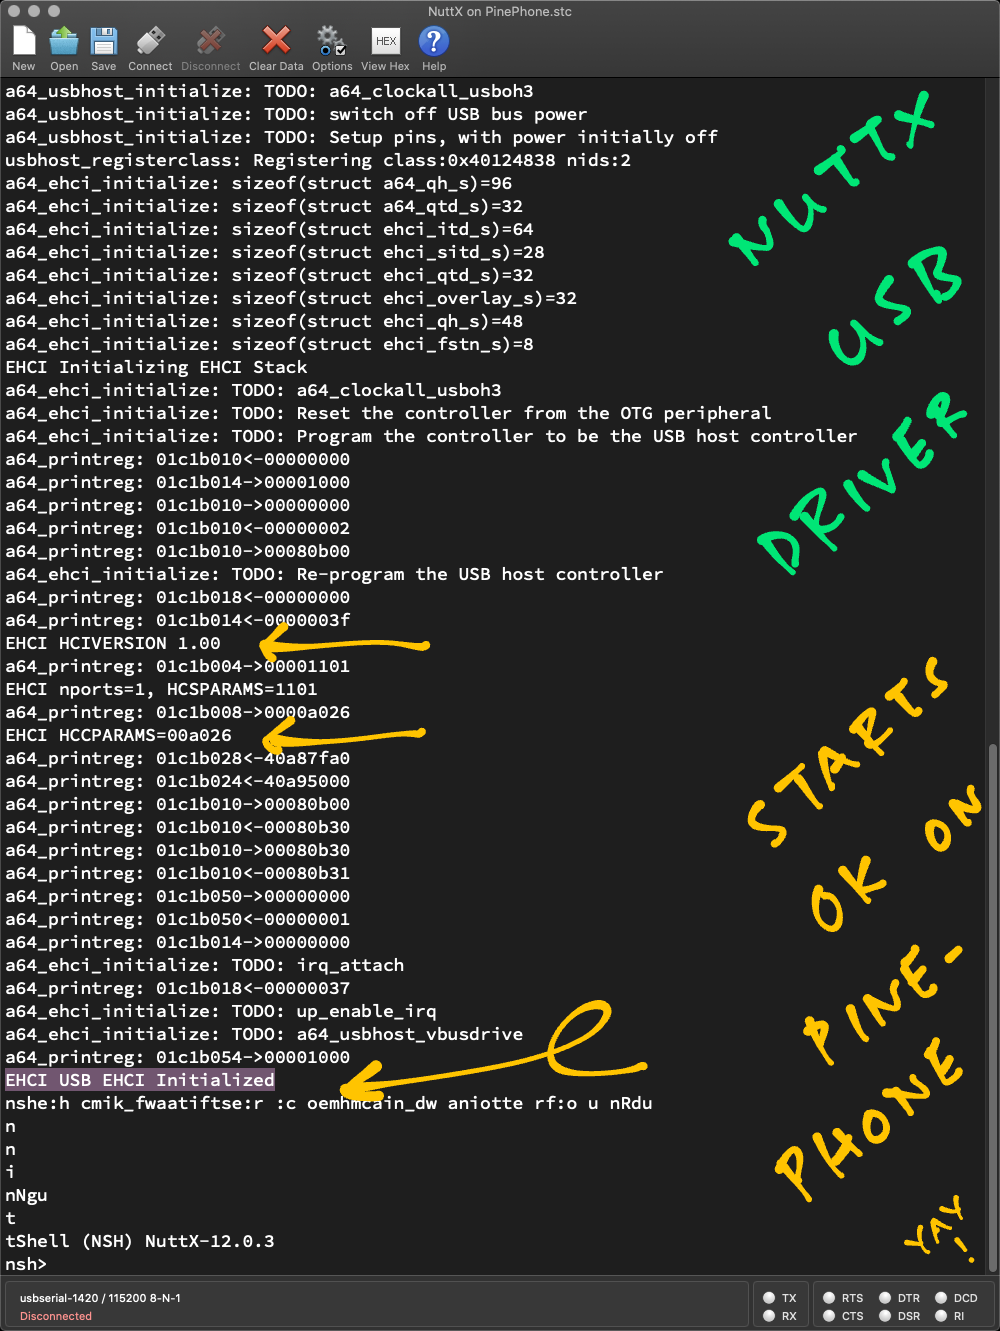 NuttX on PinePhone.stc
New Open Save Connect Disconnect Clear Data Options HEX View Hex ? Help
a64_usbhost_initialize: TODO: a64_clockall_usboh3
a64_usbhost_initialize: TODO: switch off USB bus power
a64_usbhost_initialize: TODO: Setup pins, with power initially off
usbhost_registerclass: Registering class:0x40124838 nids:2
a64_ehci_initialize: sizeof(struct a64_qh_s)=96
a64_ehci_initialize: sizeof(struct a64_qtd_s)=32
a64_ehci_initialize: sizeof(struct ehci_itd_s)=64
a64_ehci_initialize: sizeof(struct ehci_sitd_s)=28
a64_ehci_initialize: sizeof(struct ehci_qtd_s)=32
a64_ehci_initialize: sizeof(struct ehci_overlay_s)=32
a64_ehci_initialize: sizeof(struct ehci_qh_s)=48
a64_ehci_initialize: sizeof(struct ehci_fstn_s)=8
EHCI Initializing EHCI Stack
a64_ehci_initialize: TODO: a64_clockall_usboh3
a64_ehci_initialize: TODO: Reset the controller from the OTG peripheral
a64_ehci_initialize: TODO: Program the controller to be the USB host controller
a64_printreg: 01c1b010<-00000000
a64_printreg: 01c1b014->00001000
a64_printreg: 01c1b010->00000000
a64_printreg: 01c1b010<-00000002
a64_printreg: 01c1b010->00080b00
a64_ehci_initialize: TODO: Re-program the USB host controller
a64_printreg: 01c1b018<-00000000
a64_printreg: 01c1b014<-0000003f
EHCI HCIVERSION 1.00
a64_printreg: 01c1b004->00001101
EHCI nports=1, HCSPARAMS=1101
a64_printreg: 01c1b008->0000a026
EHCI HCCPARAMS=00a026
a64_printreg: 01c1b028<-40a87fa0
a64_printreg: 01c1b024<-40a95000
a64_printreg: 01c1b010->00080b00
a64_printreg: 01c1b010<-00080b30
a64_printreg: 01c1b010->00080b30
a64_printreg: 01c1b010<-00080b31
a64_printreg: 01c1b050->00000000
a64_printreg: 01c1b050<-00000001
a64_printreg: 01c1b014->00000000
a64_ehci_initialize: TODO: irq_attach
a64_printreg: 01c1b018<-00000037
a64_ehci_initialize: TODO: up_enable_irq
a64_ehci_initialize: TODO: a64_usbhost_vbusdrive
a64_printreg: 01c1b054->00001000
EHCI USB EHCI Initialized
nshe:h cmik_fwaatiftse:r :c oemhmcain_dw aniotte rf:o u nRdu
n
n
i
nNgu
t
tShell (NSH) NuttX-12.0.3
nsh>
NUTTX
USB
DRIVER
STARTS
OK ON
PINE-
PHONE
YAY!
usbserial-1420 / 115200 8-N-1
Disconnected
TX RTS DTR DCD
RX CTS DSR RI